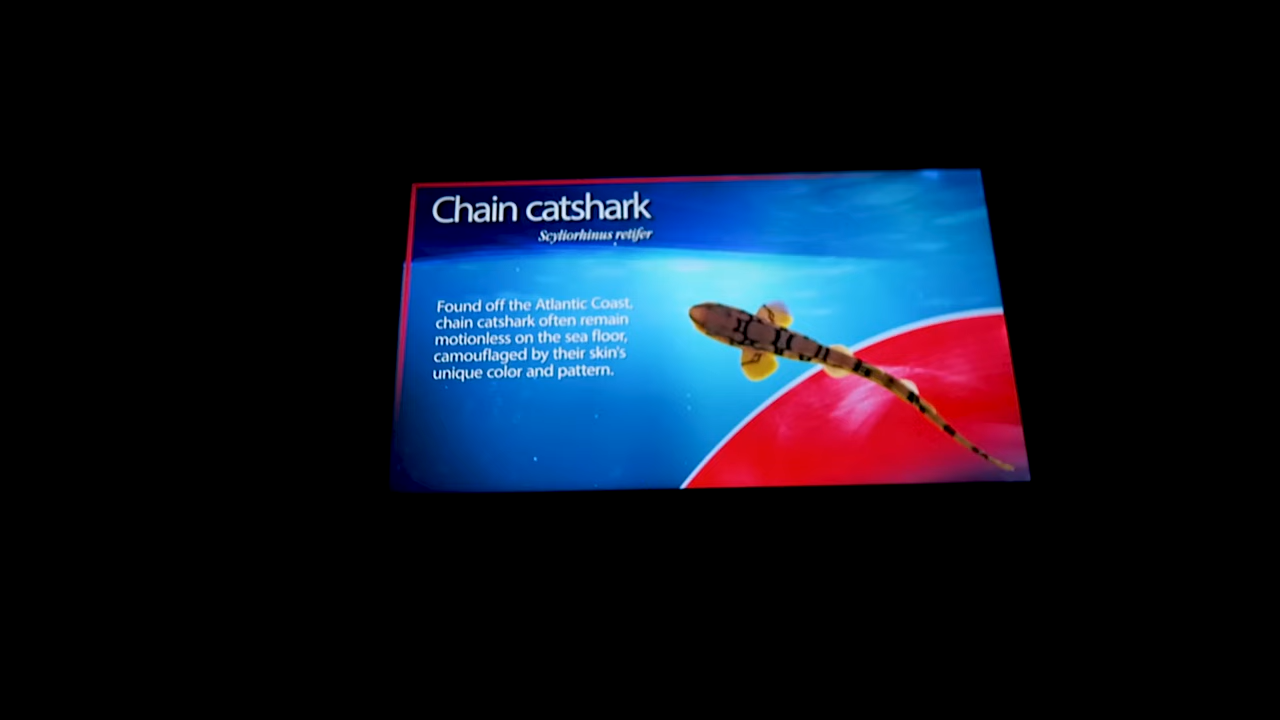 Chain catshark
Scyliorhinus retifer
Found off the Atlantic Coast,
chain catshark often remain
motionless on the sea floor,
camouflaged by their skin's
unique color and pattern.